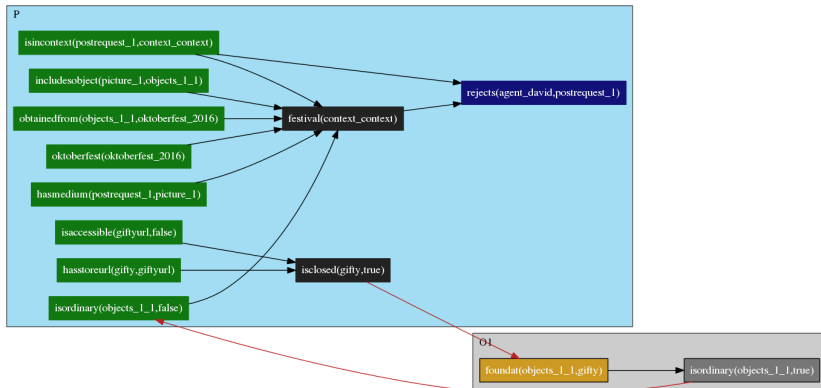 P
isincontext(postrequest_1,context_context)
includesobject(picture_1,objects_1_1)
rejects(agent_david,postrequest_1)
obtainedfrom(objects_1_1,oktoberfest_2016)
festival(context_context)
oktoberfest(oktoberfest_2016)
hasmedium(postrequest_1,picture_1)
isaccessible(giftyurl,false)
hasstoreurl(gifty,giftyurl)
isclosed(gifty,true)
isordinary(objects_1_1,false)
O1
foundat(objects_1_1,gifty)
isordinary(objects_1_1,true)